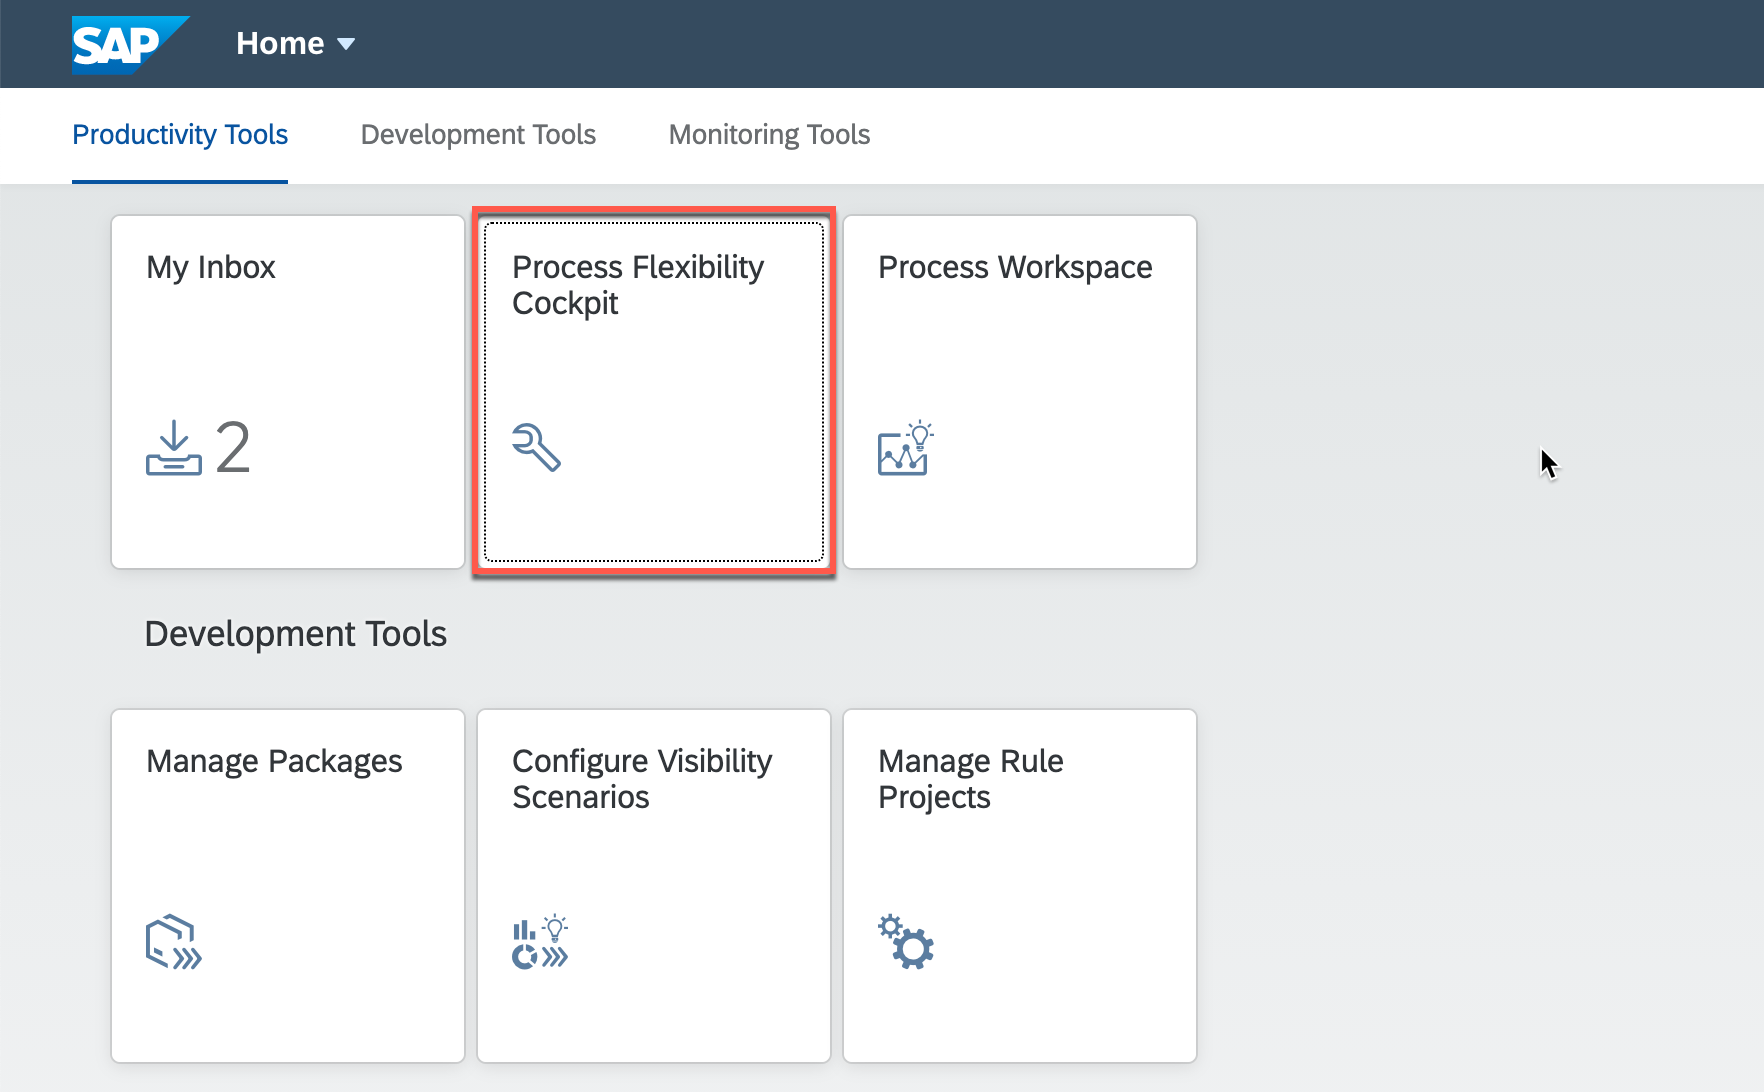 SAP
Home
Productivity Tools
Development Tools
Monitoring Tools
My Inbox
2
Process Flexibility
Cockpit
Process Workspace
Development Tools
Manage Packages
Configure Visibility
Scenarios
Manage Rule
Projects